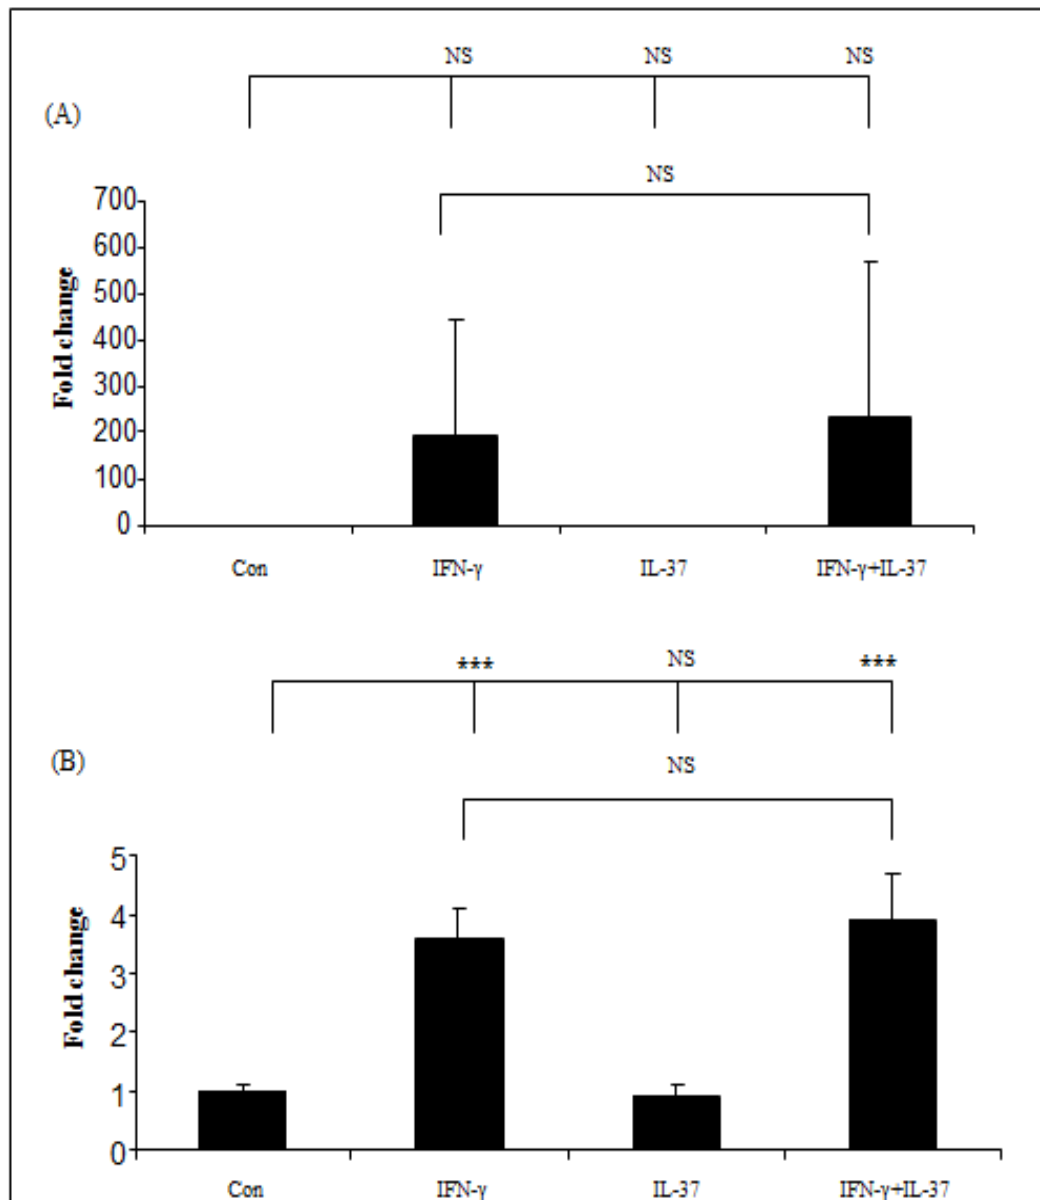 NS NS NS
(A)
NS
700
600
500
400
300
200
100
0
Fold change
Con IFN-γ IL-37 IFN-γ+IL-37
*** NS ***
(B)
NS
5
4
3
2
1
0
Fold change
Con IFN-γ IL-37 IFN-γ+IL-37